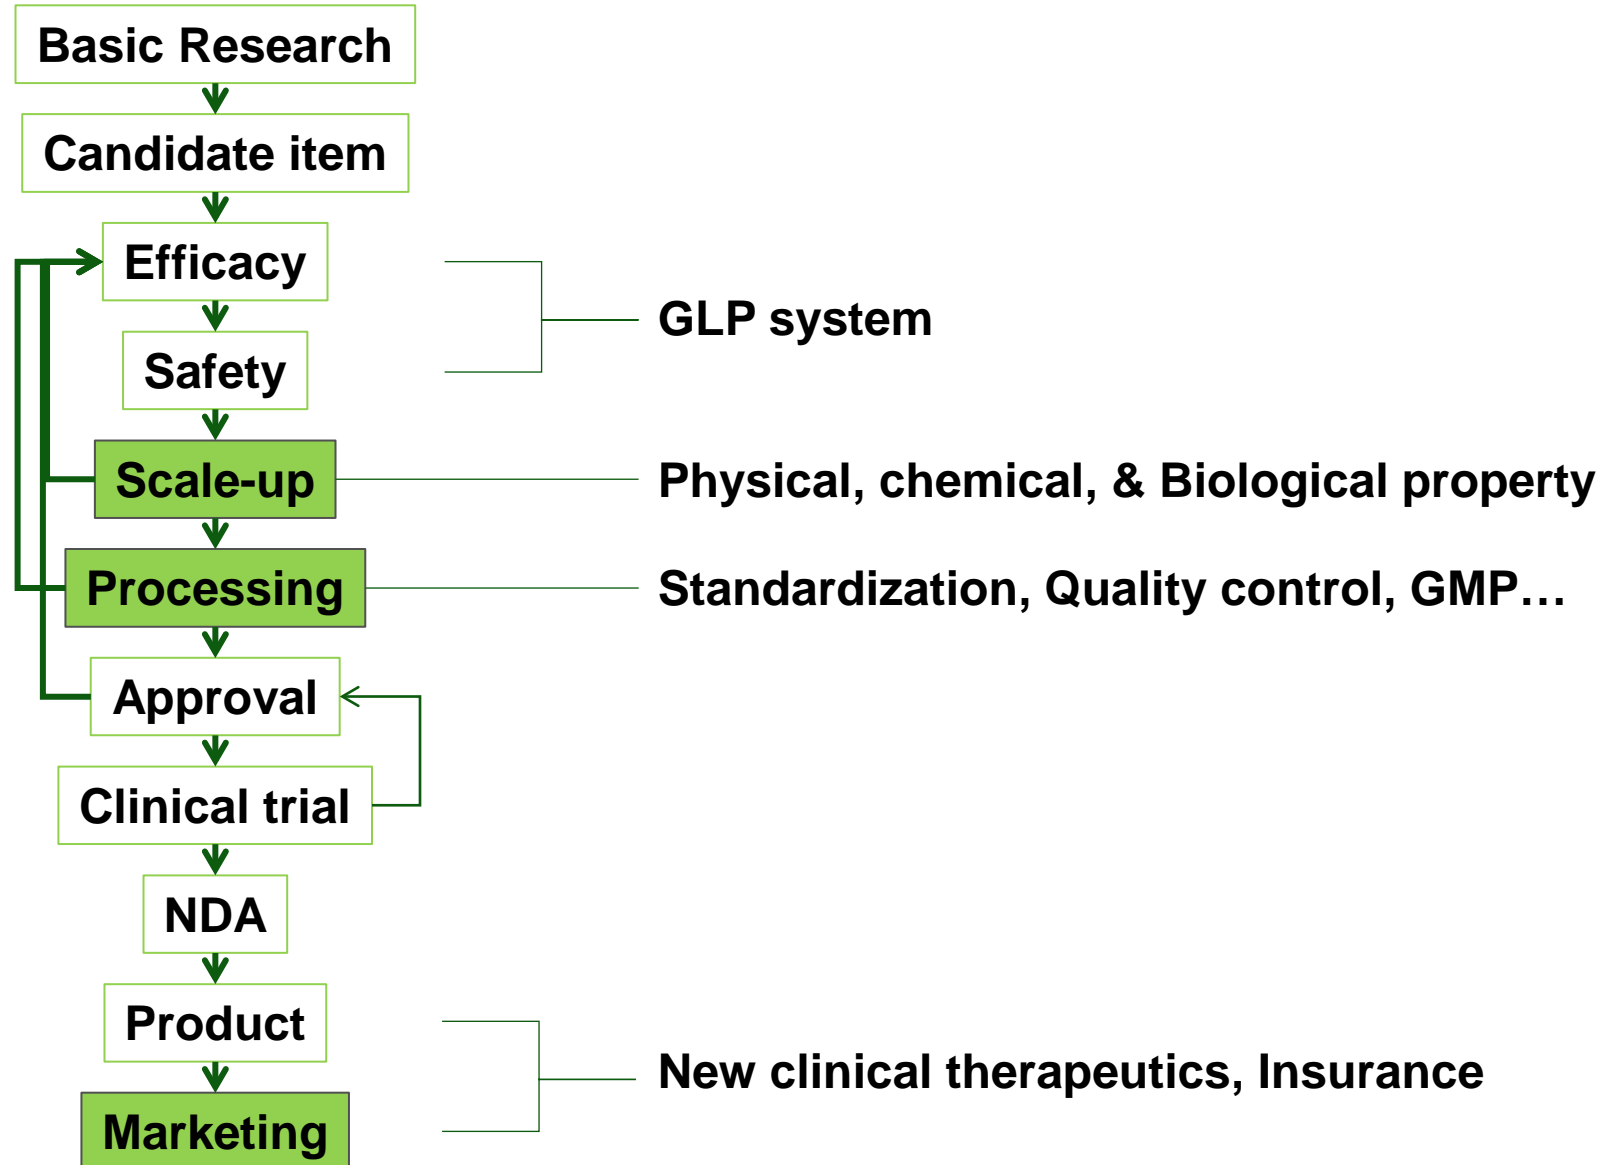 Basic Research
Candidate item
Efficacy
GLP system
Safety
Scale-up
Physical, chemical, & Biological property
Processing
Standardization, Quality control, GMP…
Approval
Clinical trial
NDA
Product
New clinical therapeutics, Insurance
Marketing